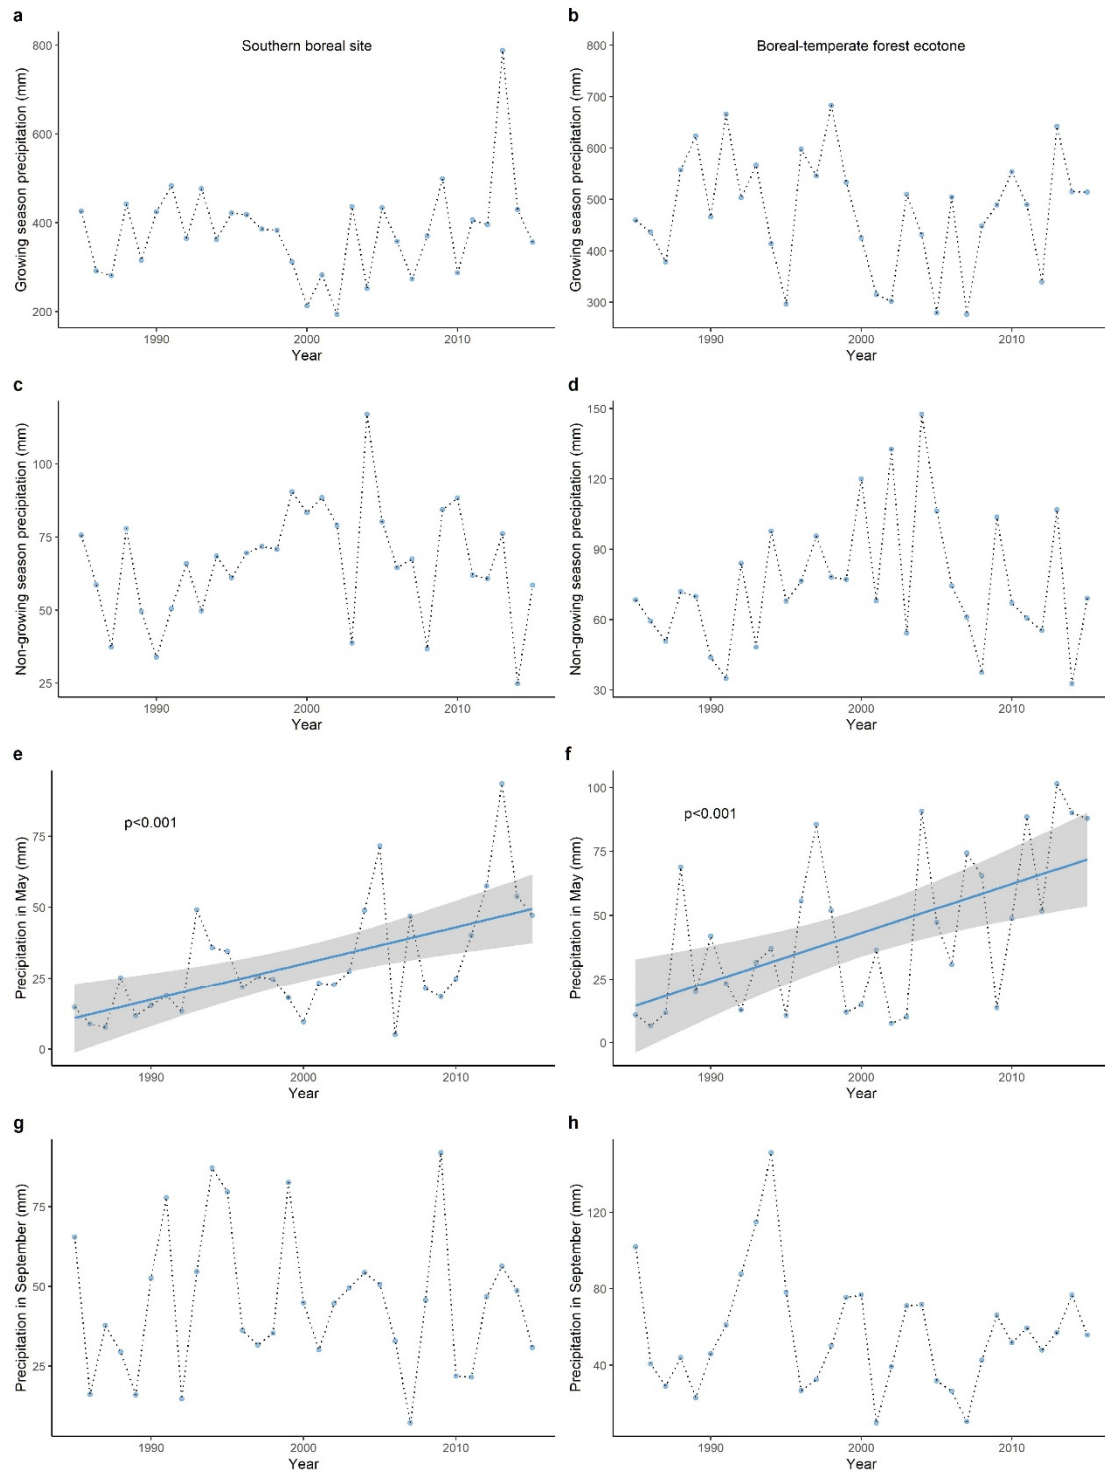 a
Southern boreal site
Growing season precipitation (mm)
800
600
400
200
1990
2000
2010
Year
b
Boreal-temperate forest ecotone
Growing season precipitation (mm)
800
700
600
500
400
300
1990
2000
2010
Year
c
Non-growing season precipitation (mm)
100
75
50
25
1990
2000
2010
Year
d
Non-growing season precipitation (mm)
150
120
90
60
30
1990
2000
2010
Year
e
p<0.001
Precipitation in May (mm)
75
50
25
0
1990
2000
2010
Year
f
p<0.001
Precipitation in May (mm)
100
75
50
25
0
1990
2000
2010
Year
g
Precipitation in September (mm)
75
50
25
1990
2000
2010
Year
h
Precipitation in September (mm)
120
80
40
1990
2000
2010
Year